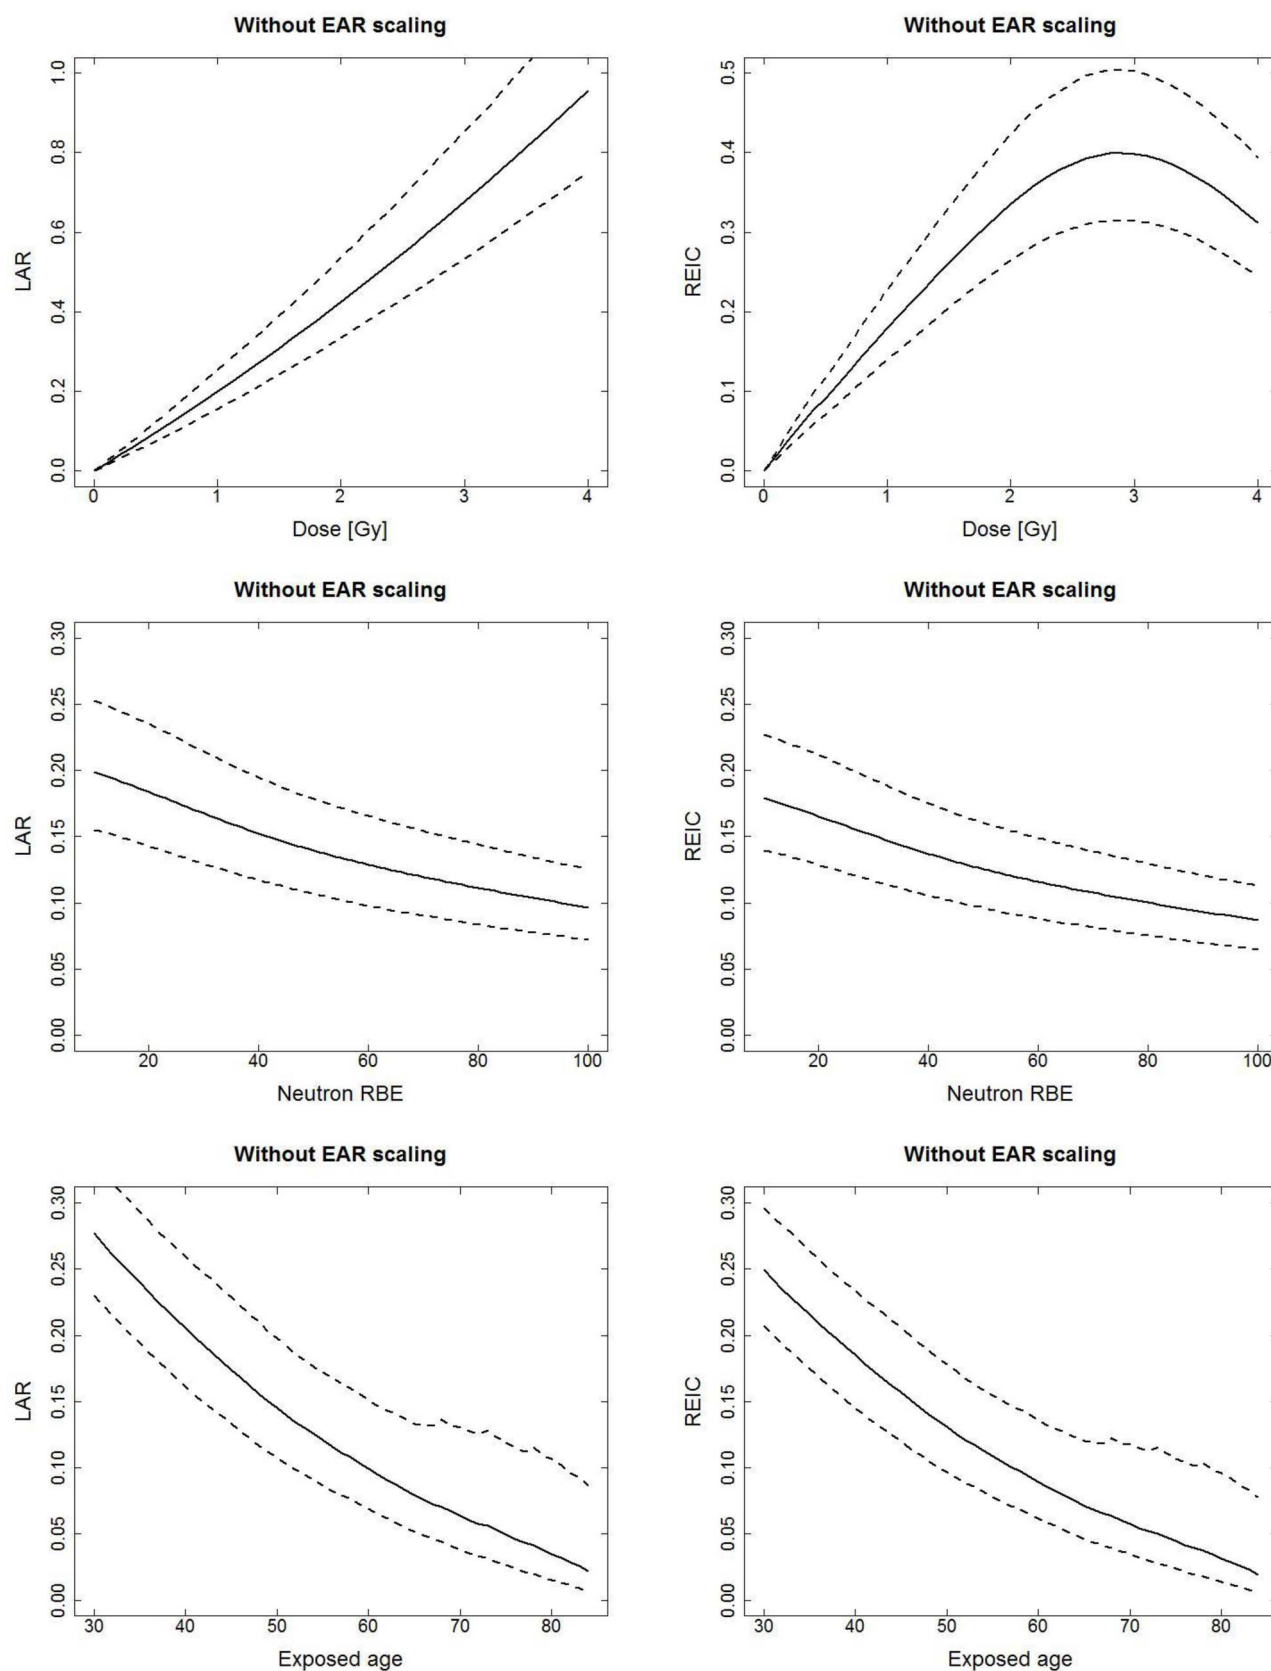 Without EAR scaling
Without EAR scaling
LAR
0.0 0.2 0.4 0.6 0.8 1.0
0 1 2 3 4
Dose [Gy]
REIC
0.0 0.1 0.2 0.3 0.4 0.5
0 1 2 3 4
Dose [Gy]
Without EAR scaling
Without EAR scaling
LAR
0.00 0.05 0.10 0.15 0.20 0.25 0.30
20 40 60 80 100
Neutron RBE
REIC
0.00 0.05 0.10 0.15 0.20 0.25 0.30
20 40 60 80 100
Neutron RBE
Without EAR scaling
Without EAR scaling
LAR
0.00 0.05 0.10 0.15 0.20 0.25 0.30
30 40 50 60 70 80
Exposed age
REIC
0.00 0.05 0.10 0.15 0.20 0.25 0.30
30 40 50 60 70 80
Exposed age